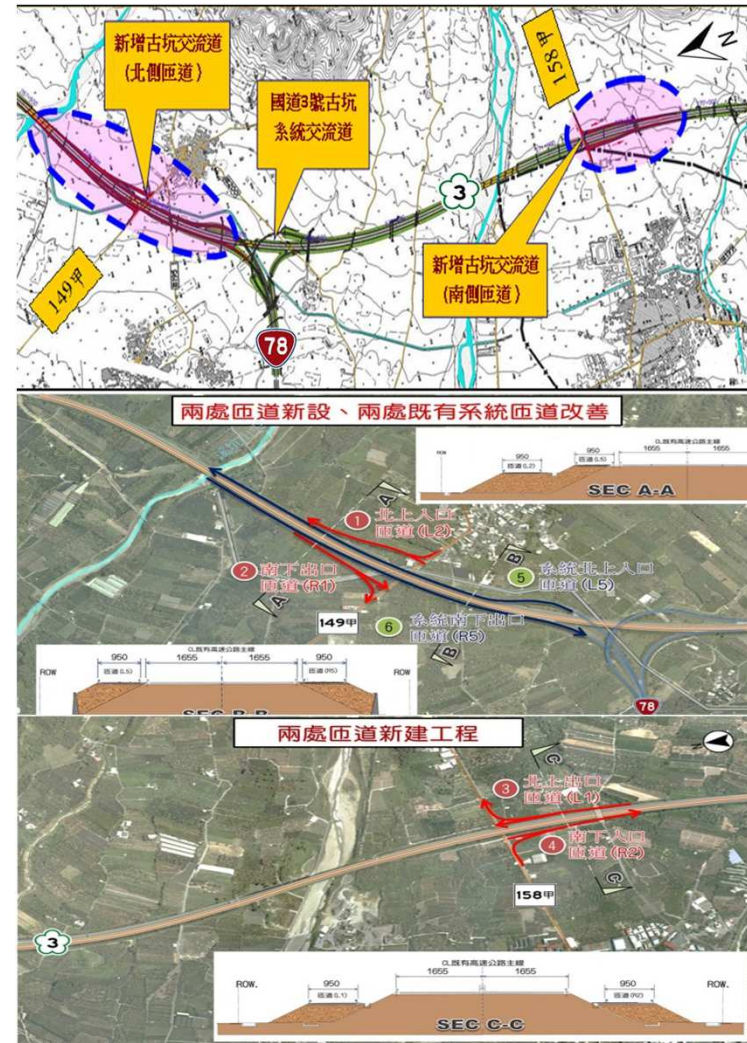 新增古坑交流道
(北側匝道)
國道3號古坑
系統交流道
158甲
N
3
新增古坑交流道
(南側匝道)
149甲
78
兩處匝道新設、兩處既有系統匝道改善
CL既有高速公路主線
950
950
1655
1655
匝道(L2)
匝道(L5)
SEC A-A
A
1 北上入口
匝道(L2)
B
2 南下出口
匝道(R1)
5 系統北上入口
匝道(L5)
A
149甲
6 系統南下出口
匝道(R5)
B
CL既有高速公路主線
ROW
950
1655
1655
950
ROW
匝道(L5)
匝道(R5)
SEC B-B
78
兩處匝道新建工程
C
3 北上出口
匝道(L1)
4 南下入口
匝道(R2)
C
158甲
3
CL既有高速公路主線
ROW.
950
1655
1655
950
ROW.
匝道(L1)
匝道(R2)
SEC C-C